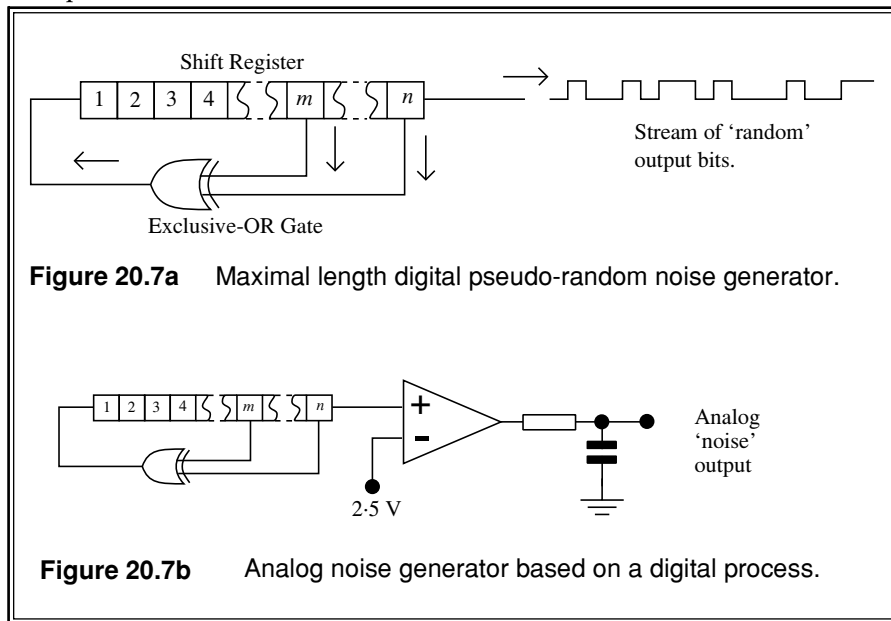 Shift Register
1 2 3 4 m n
Stream of ‘random’
output bits.
Exclusive-OR Gate
Figure 20.7a Maximal length digital pseudo-random noise generator.
1 2 3 4 m n
+
−
Analog
‘noise’
output
2·5 V
Figure 20.7b Analog noise generator based on a digital process.